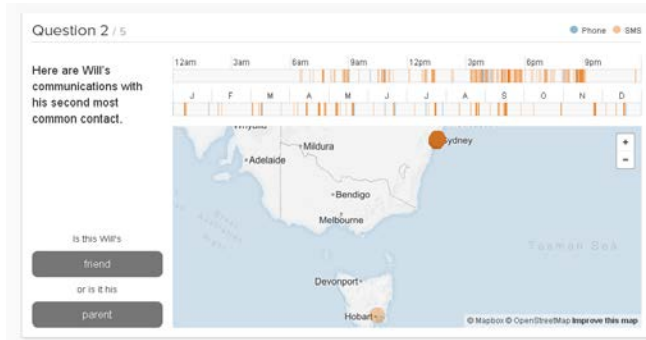 Question 2 / 5
Phone SMS
Here are Will's
communications with
his second most
common contact.
12am 3am 6am 9am 12pm 3pm 6pm 9pm
J F M A M J J A S O N D
Mildura
Sydney
Adelaide
Bendigo
Melbourne
Tasman Sea
Devonport
Hobart
+
-
Is this Will's
friend
or is it his
parent
© Mapbox © OpenStreetMap Improve this map